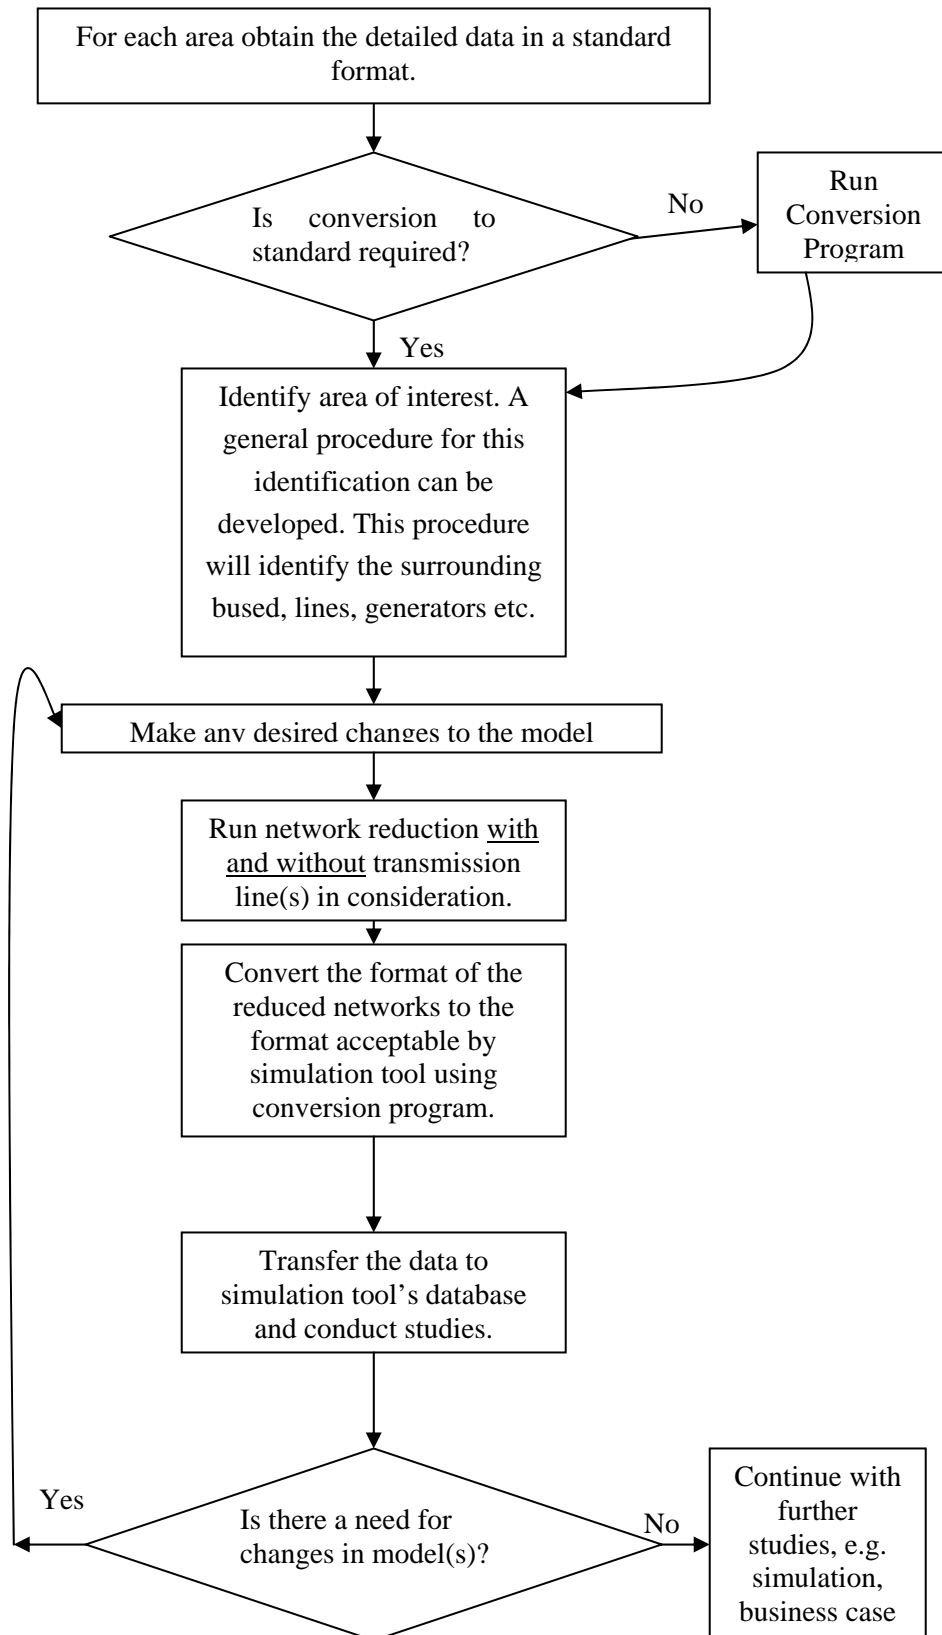 For each area obtain the detailed data in a standard
format.
Is conversion to
standard required?
No
Run
Conversion
Program
Yes
Identify area of interest. A
general procedure for this
identification can be
developed. This procedure
will identify the surrounding
bused, lines, generators etc.
Make any desired changes to the model
Run network reduction with
and without transmission
line(s) in consideration.
Convert the format of the
reduced networks to the
format acceptable by
simulation tool using
conversion program.
Transfer the data to
simulation tool’s database
and conduct studies.
Yes
Is there a need for
changes in model(s)?
No
Continue with
further
studies, e.g.
simulation,
business case